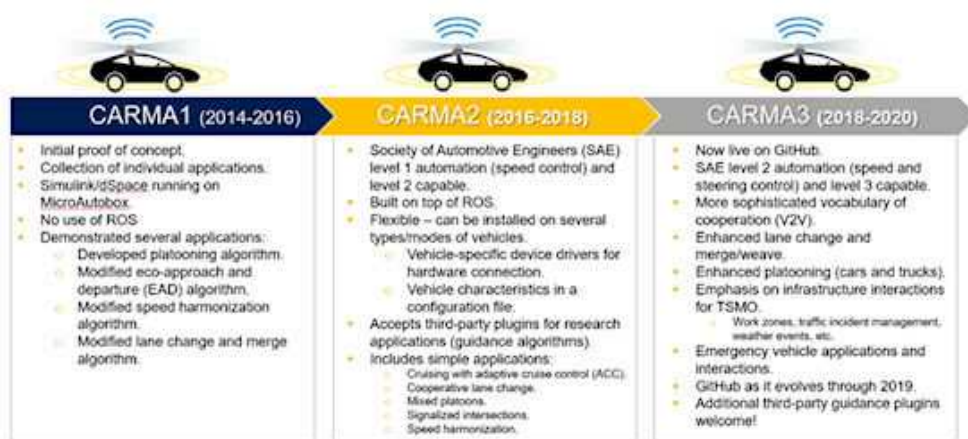 CARMA1 (2014-2016)
Initial proof of concept.
Collection of individual applications.
Simulink/dSpace running on
MicroAutobox.
No use of ROS
Demonstrated several applications:
Developed platooning algorithm.
Modified eco-approach and
departure (EAD) algorithm.
Modified speed harmonization
algorithm.
Modified lane change and merge
algorithm.
CARMA2 (2016-2018)
Society of Automotive Engineers (SAE)
level 1 automation (speed control) and
level 2 capable.
Built on top of ROS.
Flexible – can be installed on several
types/modes of vehicles.
Vehicle-specific device drivers for
hardware connection.
Vehicle characteristics in a
configuration file.
Accepts third-party plugins for research
applications (guidance algorithms)
Includes simple applications:
Cruising with adaptive cruise control (ACC).
Cooperative lane change.
Mixed platoons.
Signalized intersections.
Speed harmonization.
CARMA3 (2018-2020)
Now live on GitHub.
SAE level 2 automation (speed and
steering control) and level 3 capable.
More sophisticated vocabulary of
cooperation (V2V).
Enhanced lane change and
merge/weave.
Enhanced platooning (cars and trucks).
Emphasis on infrastructure interactions
for TSMO.
Work zones, traffic incident management,
weather events, etc.
Emergency vehicle applications and
interactions.
GitHub as it evolves through 2019.
Additional third-party guidance plugins
welcome!